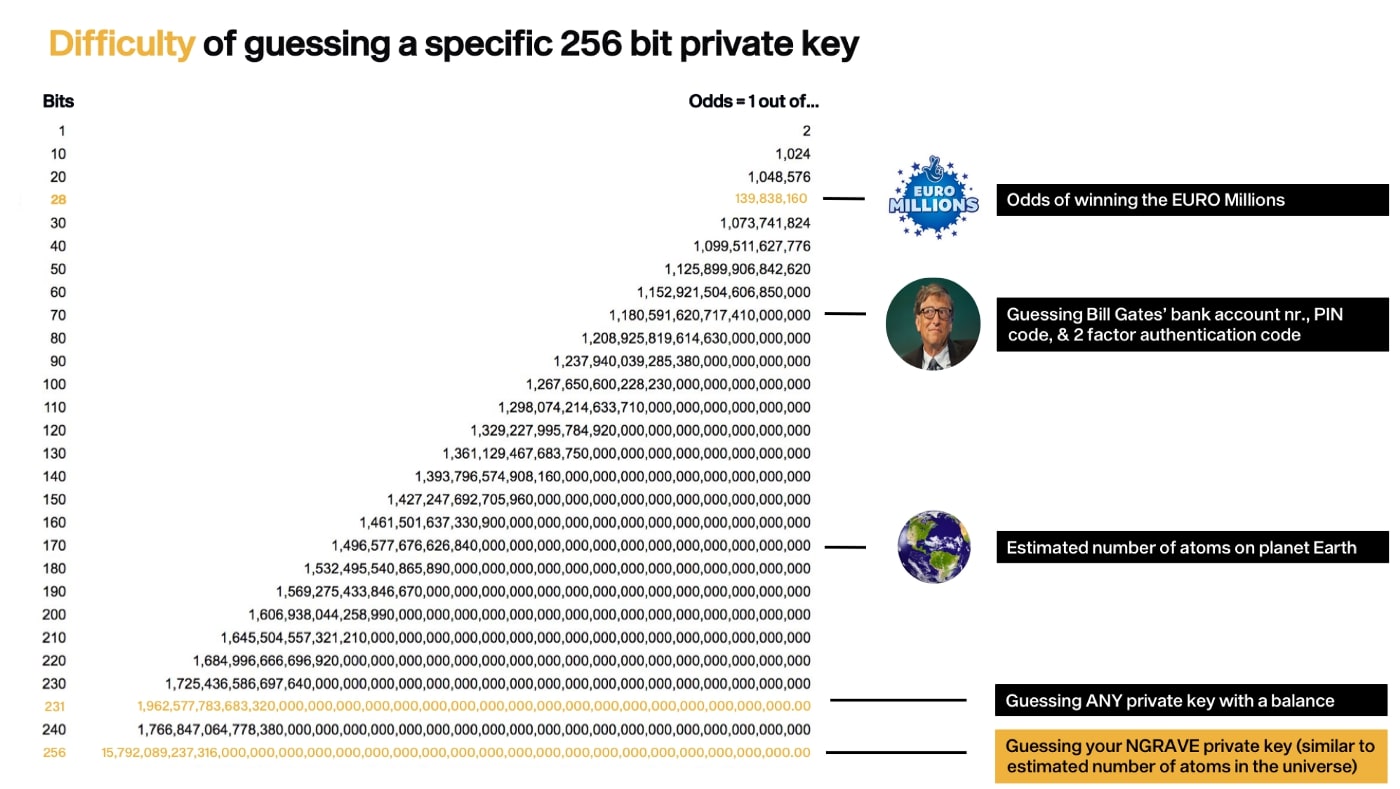 Difficulty of guessing a specific 256 bit private key
Bits Odds = 1 out of...
1 2
10 1,024
20 1,048,576
28 139,838,160
EURO MILLIONS
Odds of winning the EURO Millions
30 1,073,741,824
40 1,099,511,627,776
50 1,125,899,906,842,620
60 1,152,921,504,606,850,000
70 1,180,591,620,717,410,000,000
Guessing Bill Gates' bank account nr., PIN
code, & 2 factor authentication code
80 1,208,925,819,614,630,000,000,000
90 1,237,940,039,285,380,000,000,000,000
100 1,267,650,600,228,230,000,000,000,000,000
110 1,298,074,214,633,710,000,000,000,000,000,000
120 1,329,227,995,784,920,000,000,000,000,000,000,000
130 1,361,129,467,683,750,000,000,000,000,000,000,000,000
140 1,393,796,574,908,160,000,000,000,000,000,000,000,000,000
150 1,427,247,692,705,960,000,000,000,000,000,000,000,000,000,000
160 1,461,501,637,330,900,000,000,000,000,000,000,000,000,000,000,000
170 1,496,577,676,626,840,000,000,000,000,000,000,000,000,000,000,000,000
Estimated number of atoms on planet Earth
180 1,532,495,540,865,890,000,000,000,000,000,000,000,000,000,000,000,000,000
190 1,569,275,433,846,670,000,000,000,000,000,000,000,000,000,000,000,000,000,000
200 1,606,938,044,258,990,000,000,000,000,000,000,000,000,000,000,000,000,000,000,000
210 1,645,504,557,321,210,000,000,000,000,000,000,000,000,000,000,000,000,000,000,000,000
220 1,684,996,666,696,920,000,000,000,000,000,000,000,000,000,000,000,000,000,000,000,000,000
230 1,725,436,586,697,640,000,000,000,000,000,000,000,000,000,000,000,000,000,000,000,000,000,000
231 1,962,577,783,683,320,000,000,000,000,000,000,000,000,000,000,000,000,000,000,000,000,000,000.00
Guessing ANY private key with a balance
240 1,766,847,064,778,380,000,000,000,000,000,000,000,000,000,000,000,000,000,000,000,000,000,000,000
256 15,792,089,237,316,000,000,000,000,000,000,000,000,000,000,000,000,000,000,000,000,000,000,000,000.00
Guessing your NGRAVE private key (similar to
estimated number of atoms in the universe)